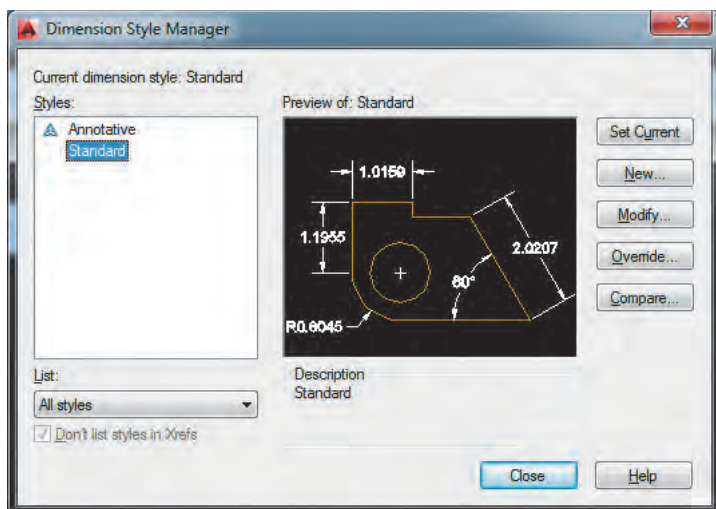 Dimension Style Manager
Current dimension style: Standard
Styles:
Annotative
Standard
Preview of: Standard
1.0159
1.1955
2.0207
60°
R0.8045
Set Current
New...
Modify...
Override...
Compare...
List:
All styles
Don't list styles in Xrefs
Description
Standard
Close
Help